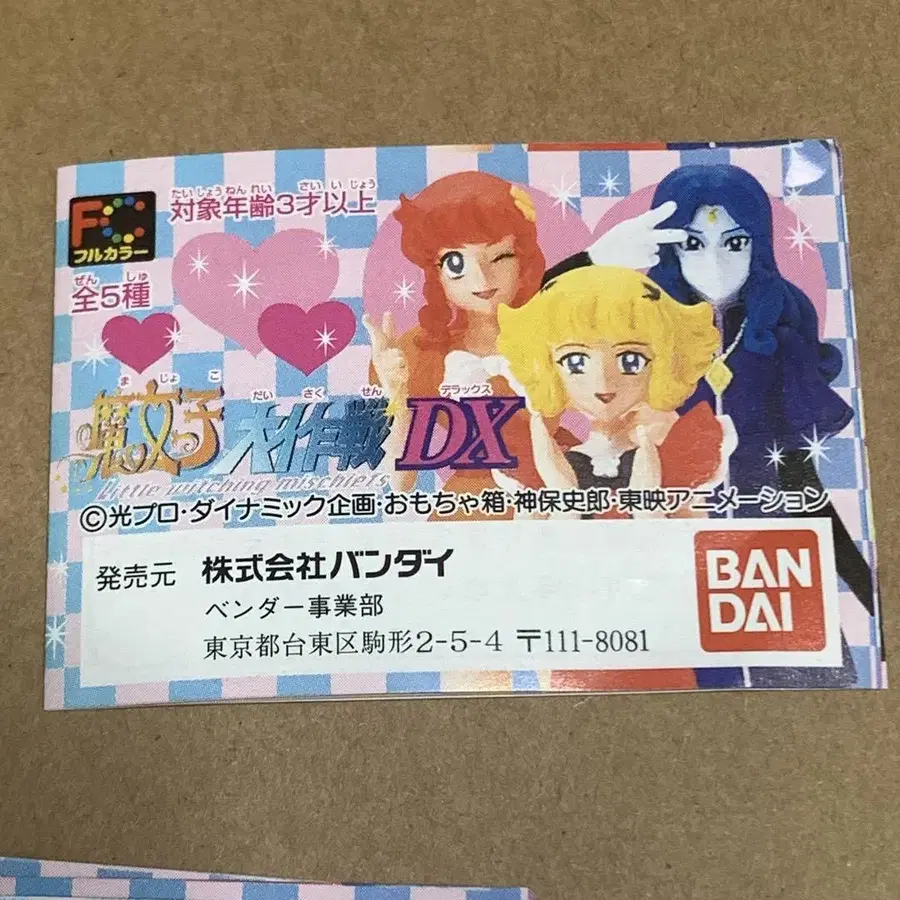 FC
フルカラー
たいしょうねんれい さいいじょう
対象年齢3才以上
ぜん しゅ
全5種
まじょこ だいさくせん デラックス
魔女子大作戦DX
Little witching mischiefs
©光プロ・ダイナミック企画・おもちゃ箱・神保史郎・東映アニメーション
発売元 株式会社バンダイ
ベンダー事業部
東京都台東区駒形2-5-4 〒111-8081
BAN
DAI